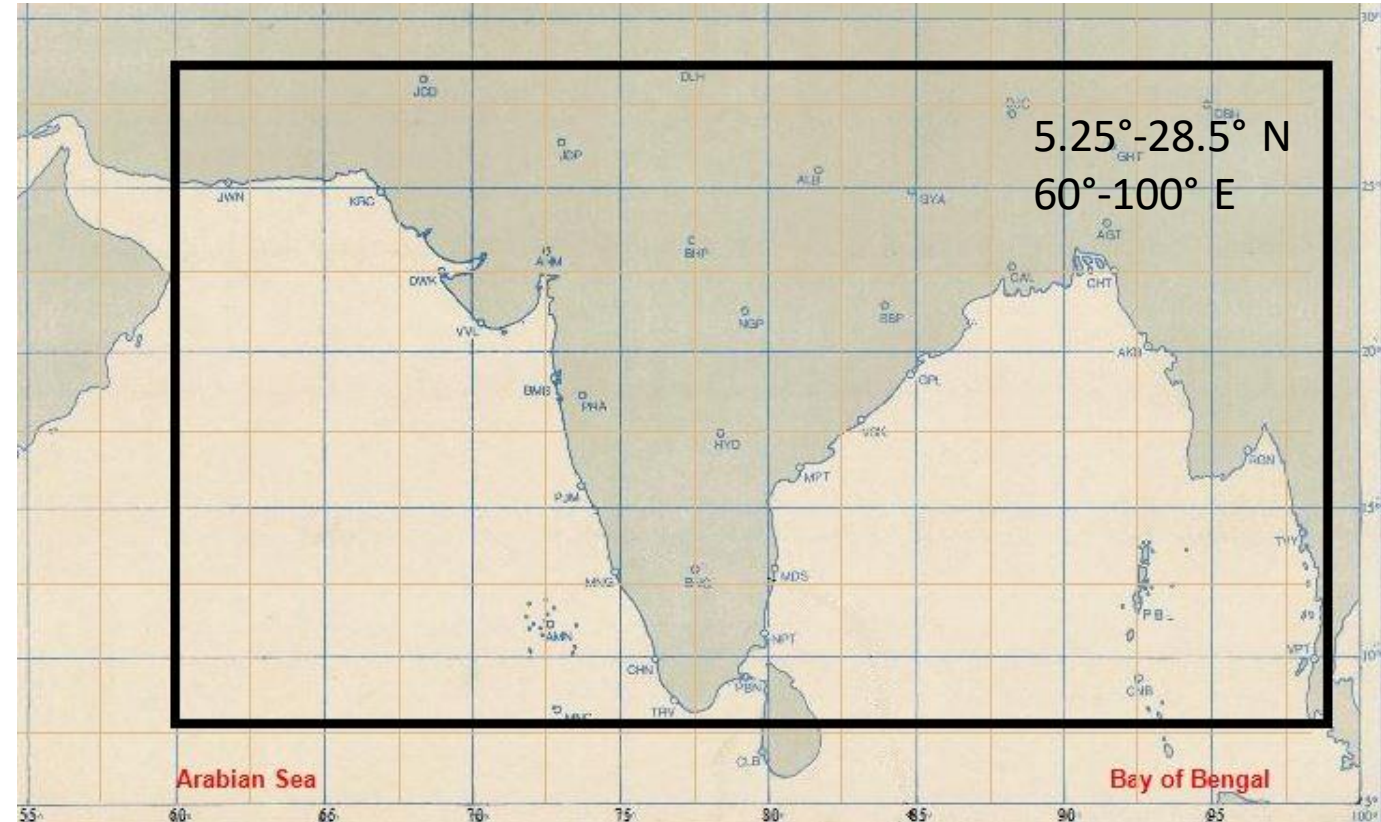 30°
DLH
JCD
5.25°-28.5° N
JDP
GHT
ALB
25°
60°-100° E
JWN
KRC
GYA
AGT
BHP
AHM
DWK
CAL
CHT
NGP
SBP
VVL
20°
AKB
BMB
GPL
PNA
VSK
HYD
RGN
MPT
PJM
15°
TVY
MNG
MDS
BNG
PBL
AMN
NPT
VPT
10°
CHN
PBN
CNB
TRV
MNC
CLB
Arabian Sea
Bay of Bengal
5°
55° 60° 65° 70° 75° 80° 85° 90 95 100°